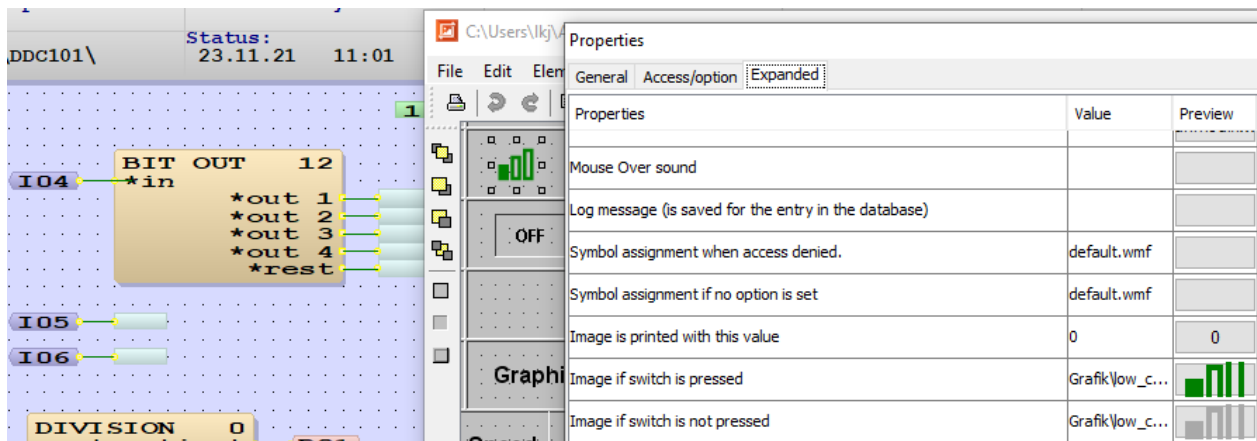 Status:
\DDC101\ 23.11.21 11:01
1
BIT OUT 12
IO4 *in
*out 1
*out 2
*out 3
*out 4
*rest
IO5
IO6
DIVISION 0
C:\Users\lkj\A
File Edit Elem
OFF
Graphi
Properties
General Access/option Expanded
Properties Value Preview
Mouse Over sound
Log message (is saved for the entry in the database)
Symbol assignment when access denied. default.wmf
Symbol assignment if no option is set default.wmf
Image is printed with this value 0 0
Image if switch is pressed Grafik\low_c...
Image if switch is not pressed Grafik\low_c...